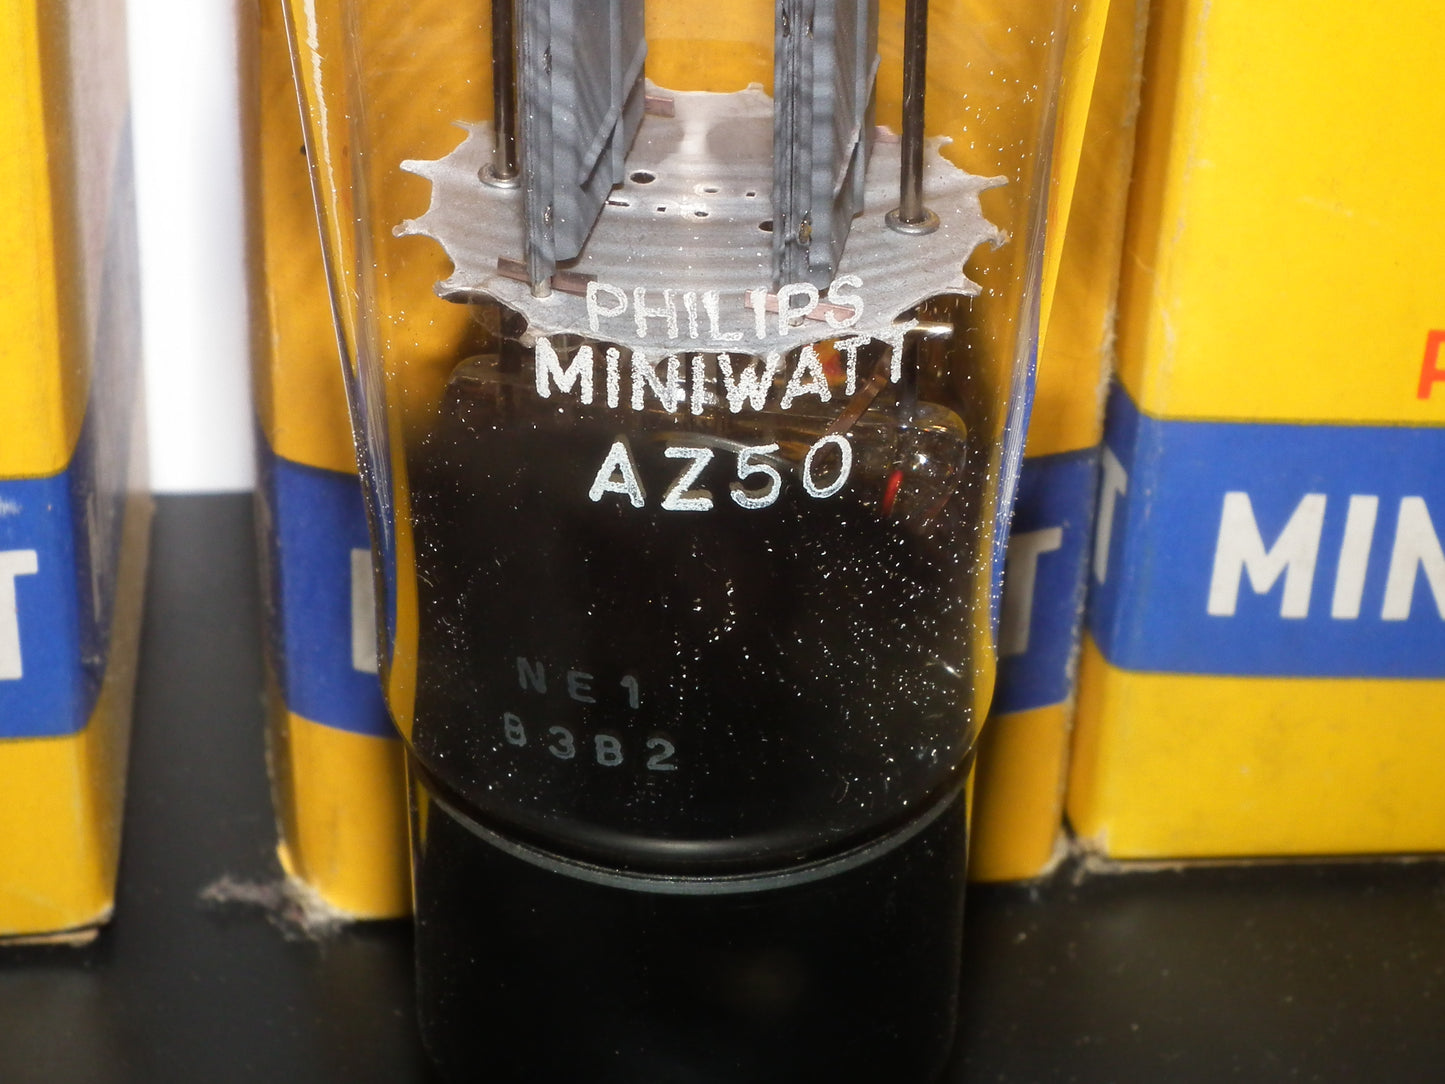 PHILIPS
MINIWATT
AZ50
NE1
B3B2
T
T
T
MIN